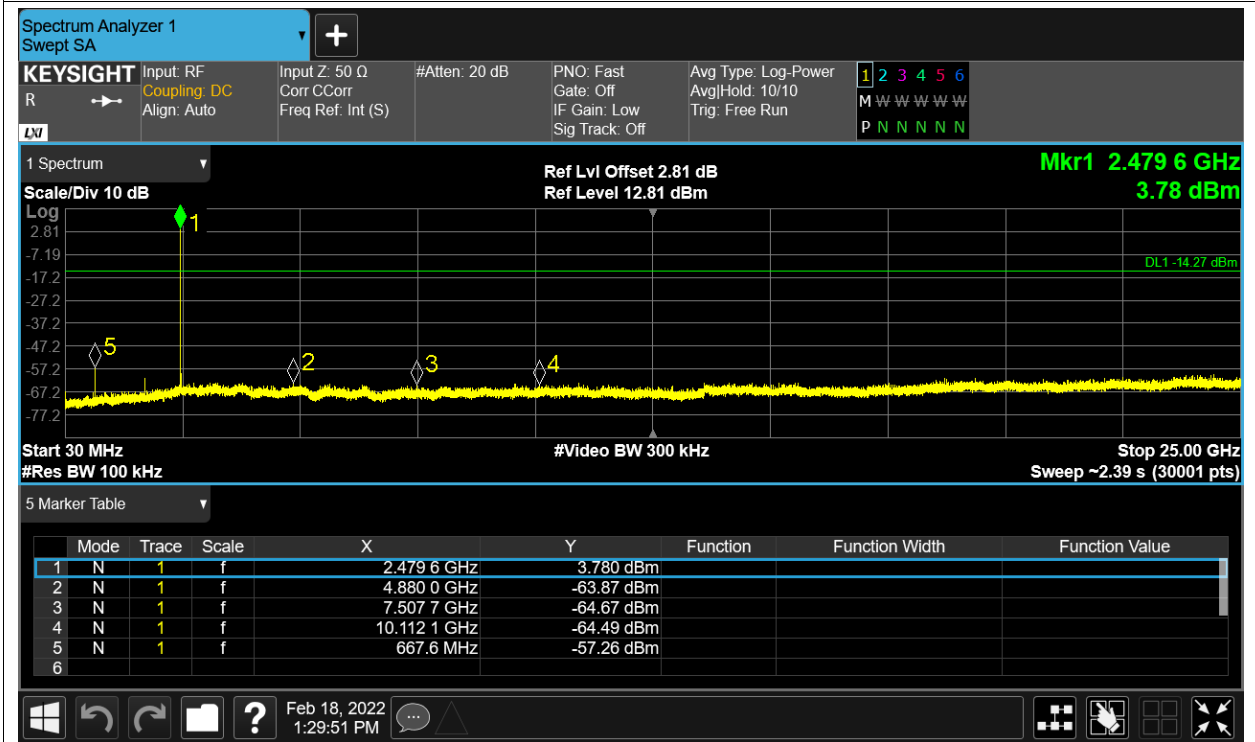 Spectrum Analyzer 1
Swept SA
+
KEYSIGHT
R
LXI
Input: RF
Coupling: DC
Align: Auto
Input Z: 50 Ω
Corr CCorr
Freq Ref: Int (S)
#Atten: 20 dB
PNO: Fast
Gate: Off
IF Gain: Low
Sig Track: Off
Avg Type: Log-Power
Avg|Hold: 10/10
Trig: Free Run
1 2 3 4 5 6
M W W W W W
P N N N N N
1 Spectrum
Scale/Div 10 dB
Ref Lvl Offset 2.81 dB
Ref Level 12.81 dBm
Mkr1 2.479 6 GHz
3.78 dBm
Log
2.81
-7.19
-17.2
-27.2
-37.2
-47.2
-57.2
-67.2
-77.2
1
DL1 -14.27 dBm
5
2
3
4
Start 30 MHz
#Video BW 300 kHz
Stop 25.00 GHz
#Res BW 100 kHz
Sweep ~2.39 s (30001 pts)
5 Marker Table
Mode Trace Scale X Y Function Function Width Function Value
1 N 1 f 2.479 6 GHz 3.780 dBm
2 N 1 f 4.880 0 GHz -63.87 dBm
3 N 1 f 7.507 7 GHz -64.67 dBm
4 N 1 f 10.112 1 GHz -64.49 dBm
5 N 1 f 667.6 MHz -57.26 dBm
6
?
Feb 18, 2022
1:29:51 PM